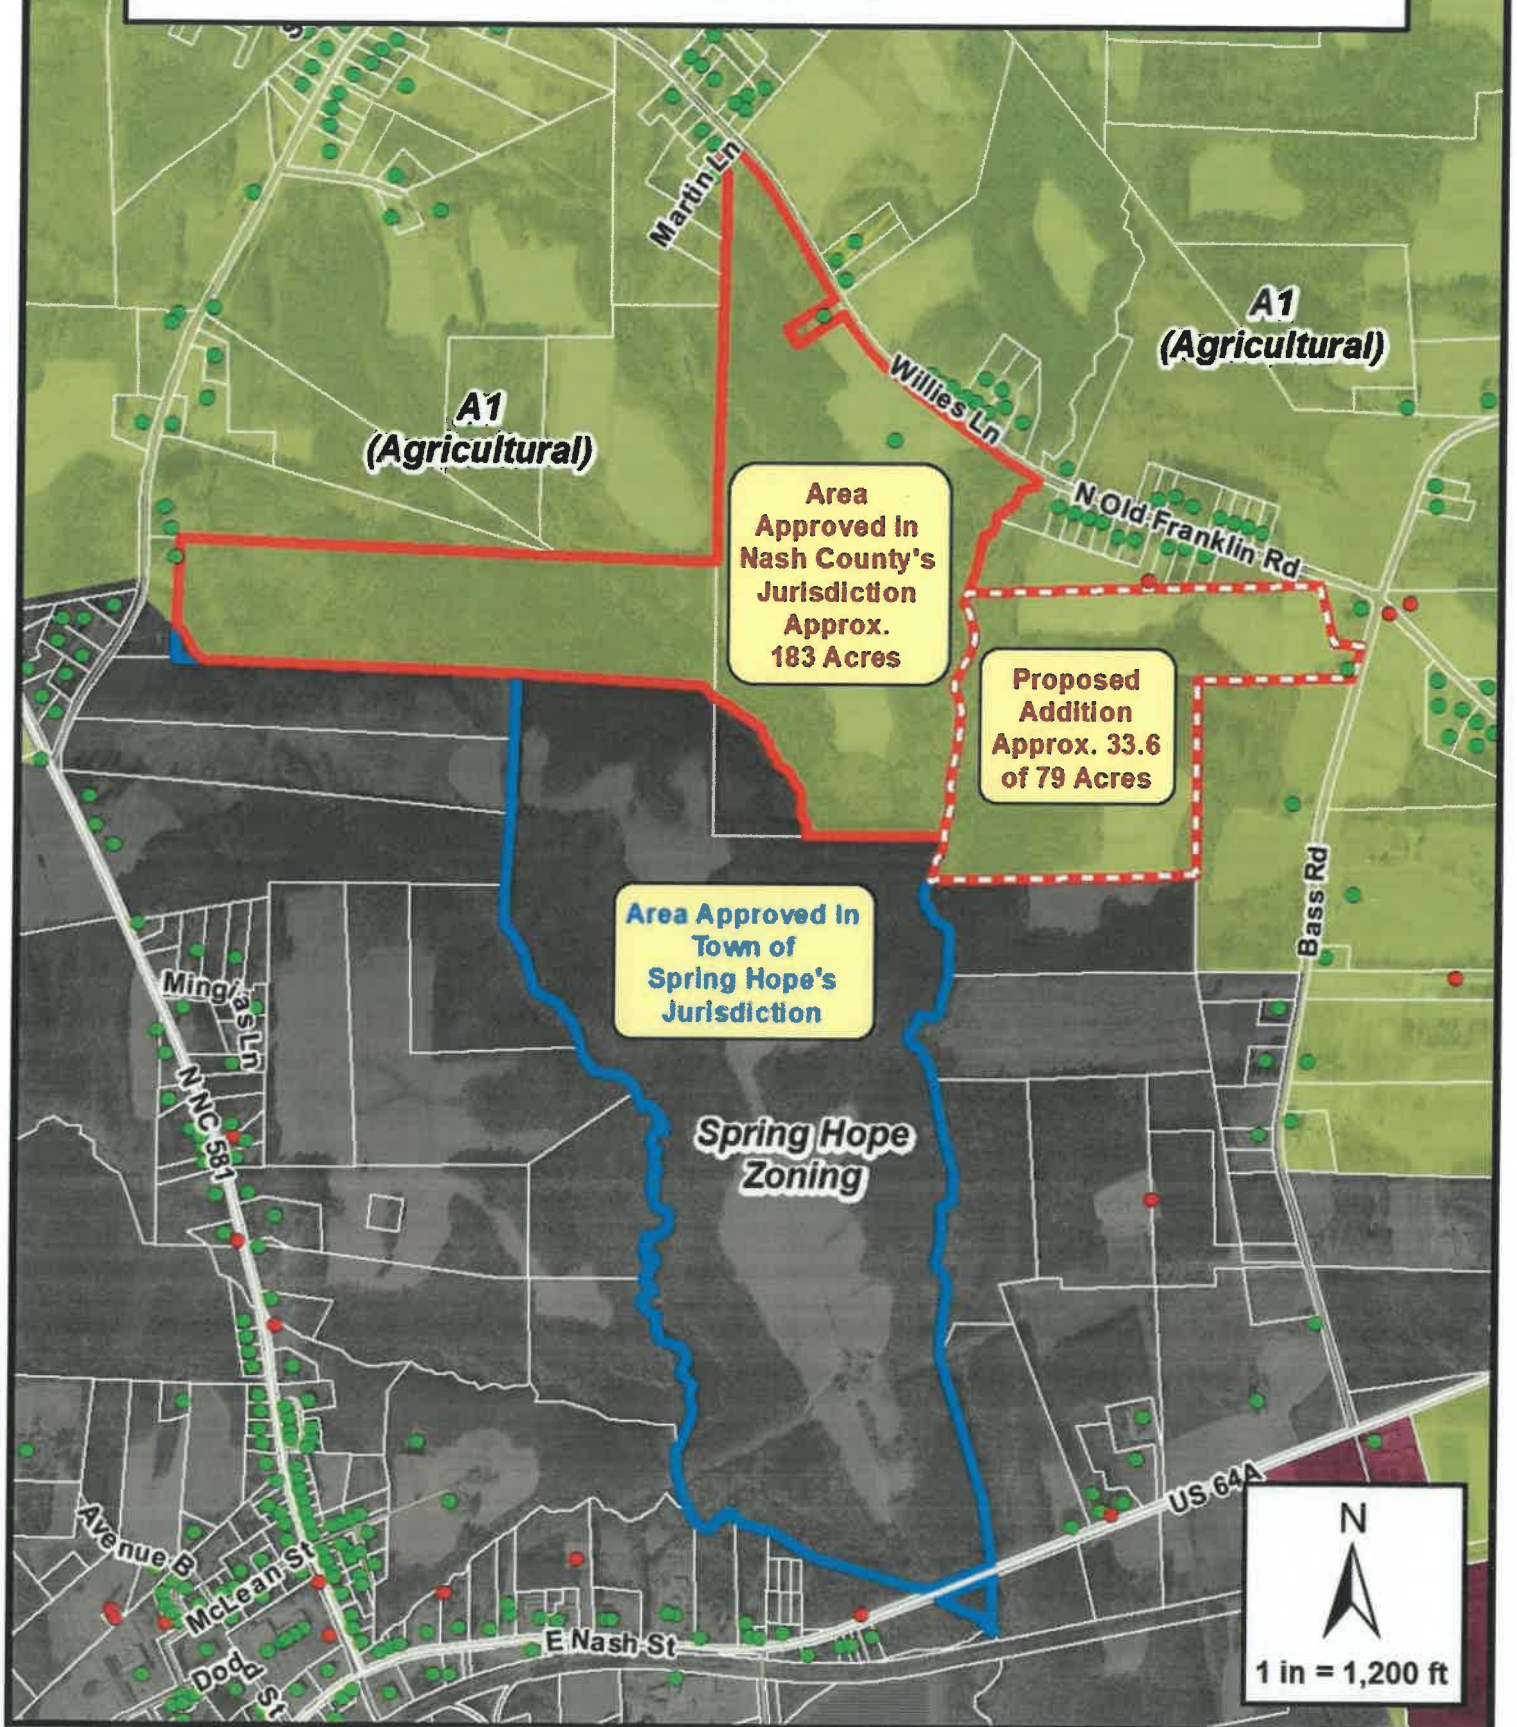 Martin Ln
A1
(Agricultural)
A1
(Agricultural)
Willies Ln
N Old Franklin Rd
Area
Approved in
Nash County's
Jurisdiction
Approx.
183 Acres
Proposed
Addition
Approx. 33.6
of 79 Acres
Bass Rd
Area Approved in
Town of
Spring Hope's
Jurisdiction
N NC 581
Spring Hope
Zoning
US 64A
Avenue B
McLean St
Dodd St
E Nash St
N
1 in = 1,200 ft